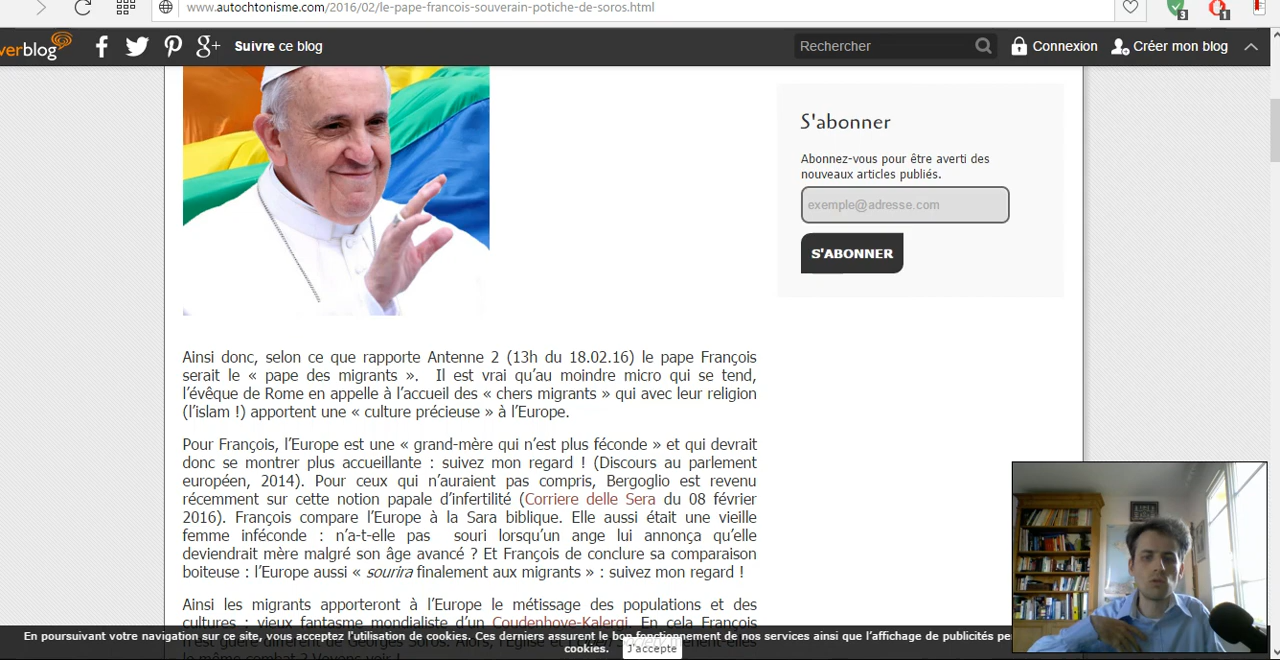 www.autochtonisme.com/2016/02/le-pape-francois-souverain-potiche-de-soros.html
3
1
verblog
Suivre ce blog
Rechercher
Connexion
Créer mon blog
S'abonner
Abonnez-vous pour être averti des
nouveaux articles publiés.
exemple@adresse.com
S'ABONNER
Ainsi donc, selon ce que rapporte Antenne 2 (13h du 18.02.16) le pape François
serait le « pape des migrants ». Il est vrai qu’au moindre micro qui se tend,
l’évêque de Rome en appelle à l’accueil des « chers migrants » qui avec leur religion
(l’islam !) apportent une « culture précieuse » à l’Europe.
Pour François, l’Europe est une « grand-mère qui n’est plus féconde » et qui devrait
donc se montrer plus accueillante : suivez mon regard ! (Discours au parlement
européen, 2014). Pour ceux qui n’auraient pas compris, Bergoglio est revenu
récemment sur cette notion papale d’infertilité (Corriere delle Sera du 08 février
2016). François compare l’Europe à la Sara biblique. Elle aussi était une vieille
femme inféconde : n’a-t-elle pas souri lorsqu’un ange lui annonça qu’elle
deviendrait mère malgré son âge avancé ? Et François de conclure sa comparaison
boiteuse : l’Europe aussi « sourira finalement aux migrants » : suivez mon regard !
Ainsi les migrants apporteront à l’Europe le métissage des populations et des
cultures : vieux fantasme mondialiste d’un Coudenhove-Kalergi. En cela François
En poursuivant votre navigation sur ce site, vous acceptez l'utilisation de cookies. Ces derniers assurent le bon fonctionnement de nos services ainsi que l'affichage de publicités
cookies.
J'accepte